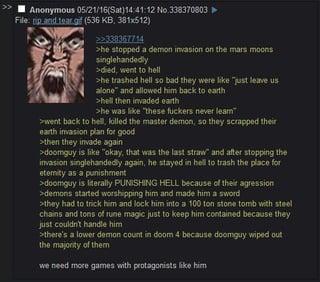 >> Anonymous 05/21/16(Sat)14:41:12 No.338370803 ▶
File: rip and tear.gif (536 KB, 381x512)
>>338367714
>he stopped a demon invasion on the mars moons
singlehandedly
>died, went to hell
>he trashed hell so bad they were like "just leave us
alone" and allowed him back to earth
>hell then invaded earth
>he was like "these fuckers never learn"
>went back to hell, killed the master demon, so they scrapped their
earth invasion plan for good
>then they invade again
>doomguy is like "okay, that was the last straw" and after stopping the
invasion singlehandedly again, he stayed in hell to trash the place for
eternity as a punishment
>doomguy is literally PUNISHING HELL because of their agression
>demons started worshipping him and made him a sword
>they had to trick him and lock him into a 100 ton stone tomb with steel
chains and tons of rune magic just to keep him contained because they
just couldn't handle him
>there's a lower demon count in doom 4 because doomguy wiped out
the majority of them
we need more games with protagonists like him